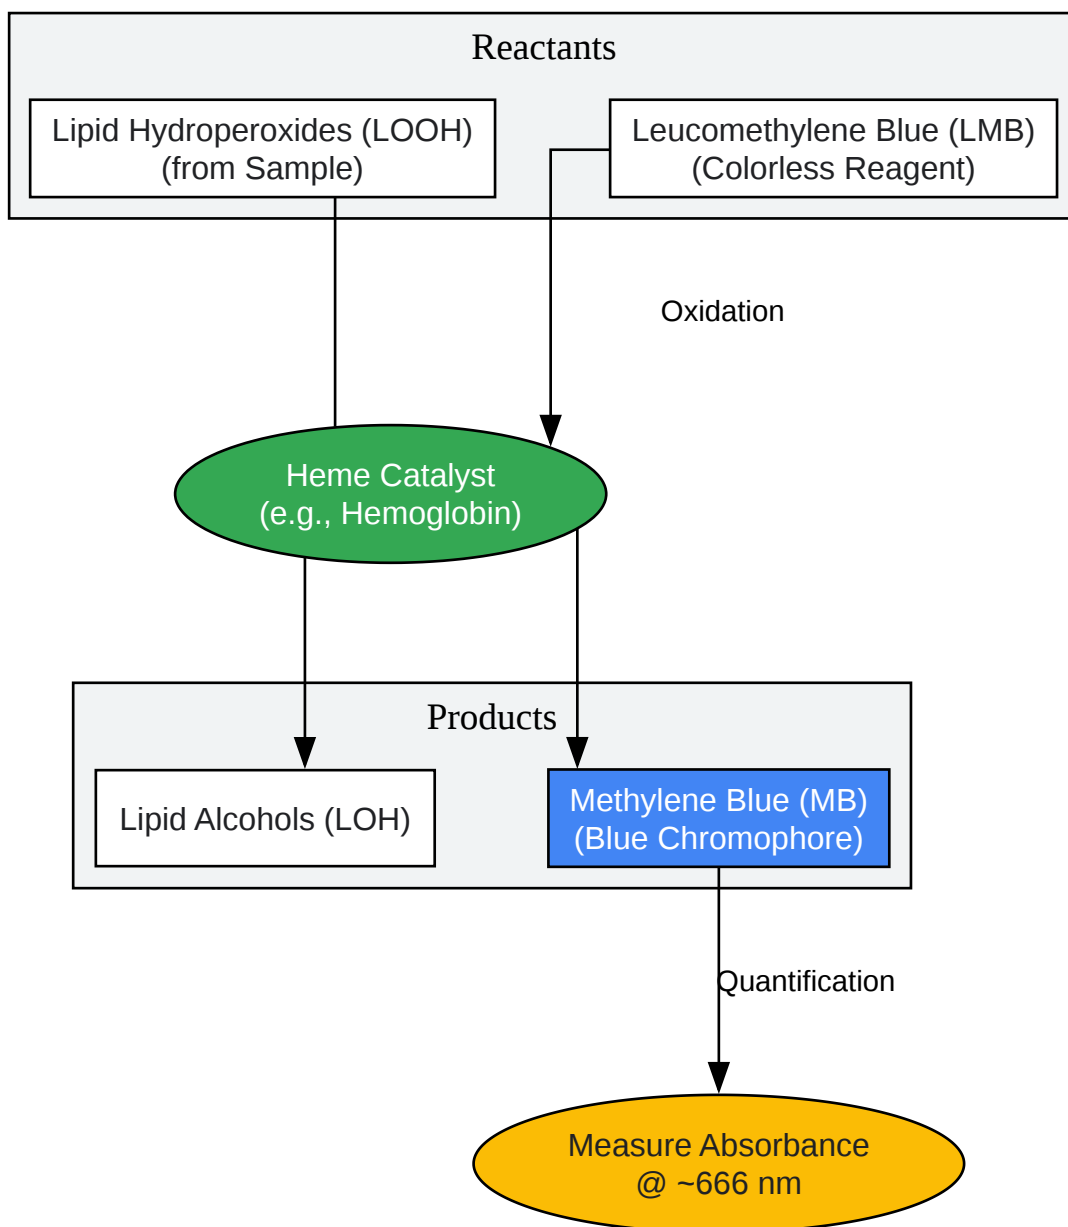 Reactants
Lipid Hydroperoxides (LOOH)
(from Sample)
Leucomethylene Blue (LMB)
(Colorless Reagent)
Oxidation
Heme Catalyst
(e.g., Hemoglobin)
Products
Lipid Alcohols (LOH)
Methylene Blue (MB)
(Blue Chromophore)
Quantification
Measure Absorbance
@ ~666 nm